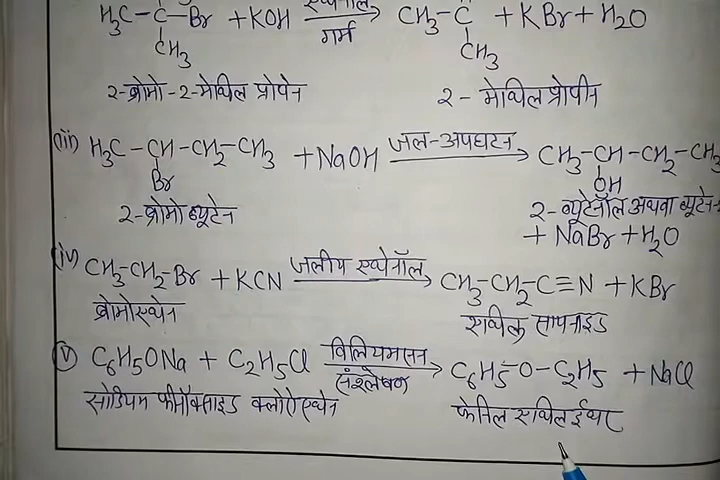 H₃C-C-Br + KOH एथेनॉल → CH₃-C + KBr + H₂O
गर्म
CH₃ CH₃
2-ब्रोमो-2-मेथिल प्रोपेन 2-मेथिल प्रोपीन
(iii) H₃C-CH-CH₂-CH₃ + NaOH जल-अपघटन → CH₃-CH-CH₂-CH₃
Br OH
2-ब्रोमो ब्यूटेन 2-ब्यूटेनॉल अथवा ब्यूटेन
+ NaBr + H₂O
(iv) CH₃-CH₂-Br + KCN जलीय एथेनॉल → CH₃-CH₂-C≡N + KBr
ब्रोमोएथेन एथिल सायनाइड
(v) C₆H₅ONa + C₂H₅Cl विलियमसन → C₆H₅-O-C₂H₅ + NaCl
संश्लेषण
सोडियम फीनॉक्साइड क्लोरोएथेन फेनिल एथिल ईथर